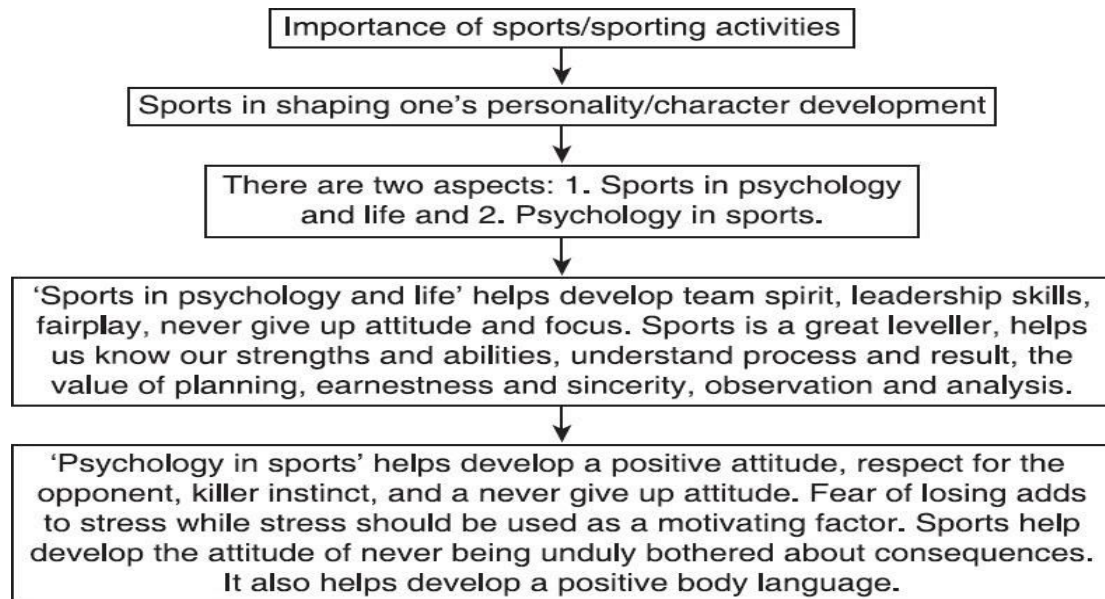 Importance of sports/sporting activities
Sports in shaping one's personality/character development
There are two aspects: 1. Sports in psychology
and life and 2. Psychology in sports.
‘Sports in psychology and life’ helps develop team spirit, leadership skills,
fairplay, never give up attitude and focus. Sports is a great leveller, helps
us know our strengths and abilities, understand process and result, the
value of planning, earnestness and sincerity, observation and analysis.
‘Psychology in sports’ helps develop a positive attitude, respect for the
opponent, killer instinct, and a never give up attitude. Fear of losing adds
to stress while stress should be used as a motivating factor. Sports help
develop the attitude of never being unduly bothered about consequences.
It also helps develop a positive body language.